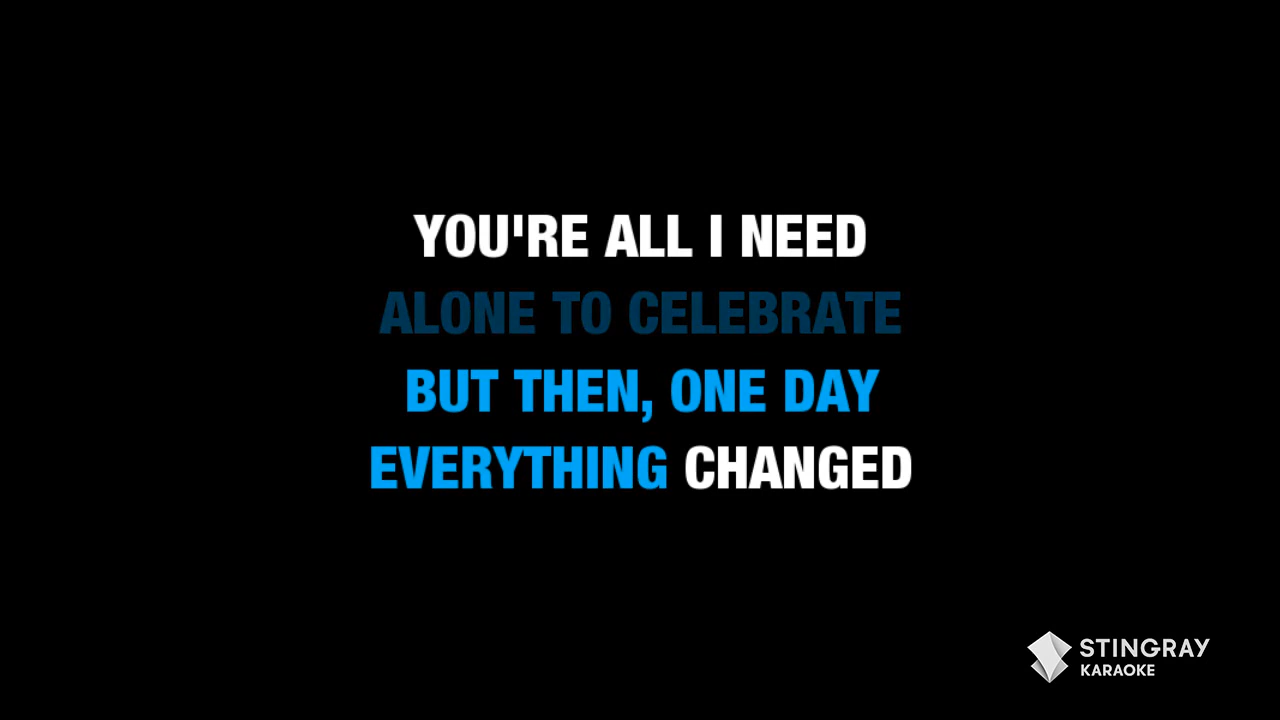 YOU'RE ALL I NEED
ALONE TO CELEBRATE
BUT THEN, ONE DAY
EVERYTHING CHANGED
STINGRAY
KARAOKE